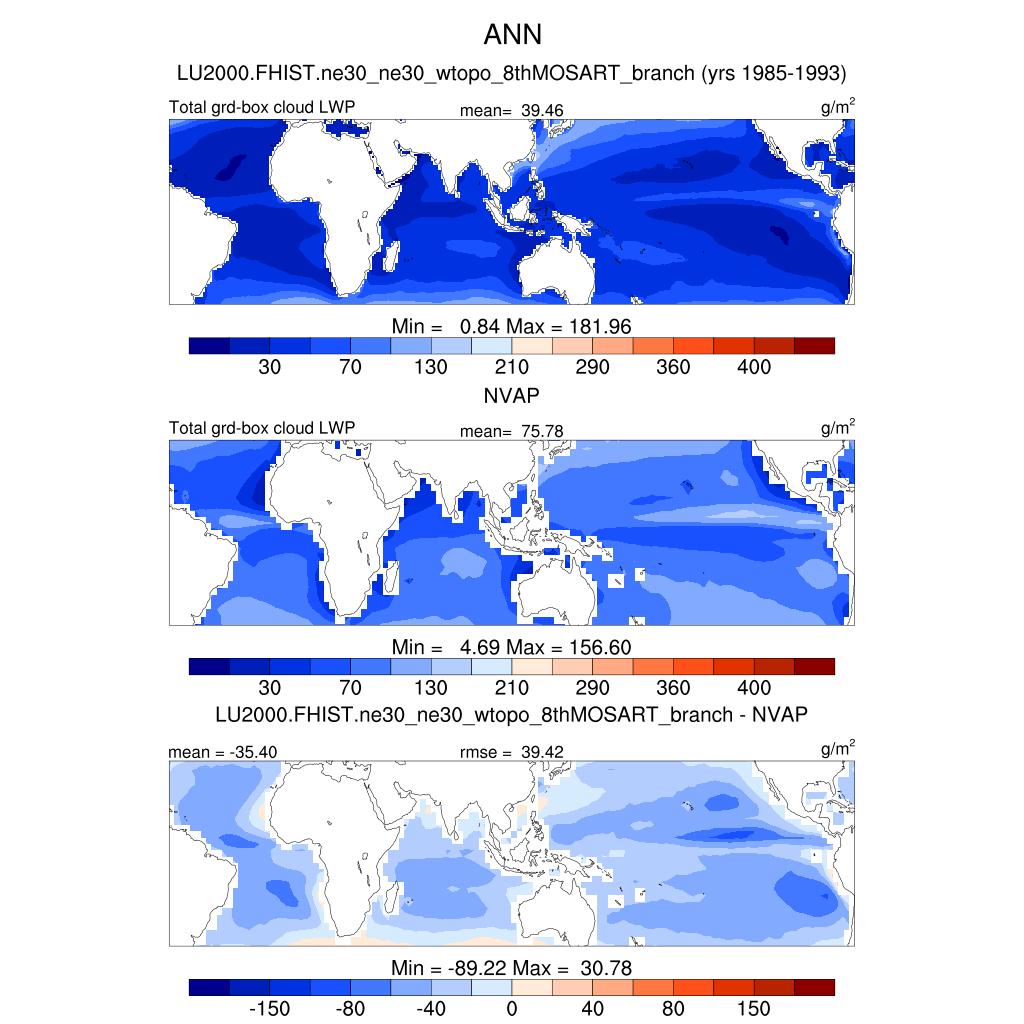 ANN
LU2000.FHIST.ne30_ne30_wtopo_8thMOSART_branch (yrs 1985-1993)
Total grd-box cloud LWP mean= 39.46 g/m²
Min = 0.84 Max = 181.96
30 70 130 210 290 360 400
NVAP
Total grd-box cloud LWP mean= 75.78 g/m²
Min = 4.69 Max = 156.60
30 70 130 210 290 360 400
LU2000.FHIST.ne30_ne30_wtopo_8thMOSART_branch - NVAP
mean = -35.40 rmse = 39.42 g/m²
Min = -89.22 Max = 30.78
-150 -80 -40 0 40 80 150